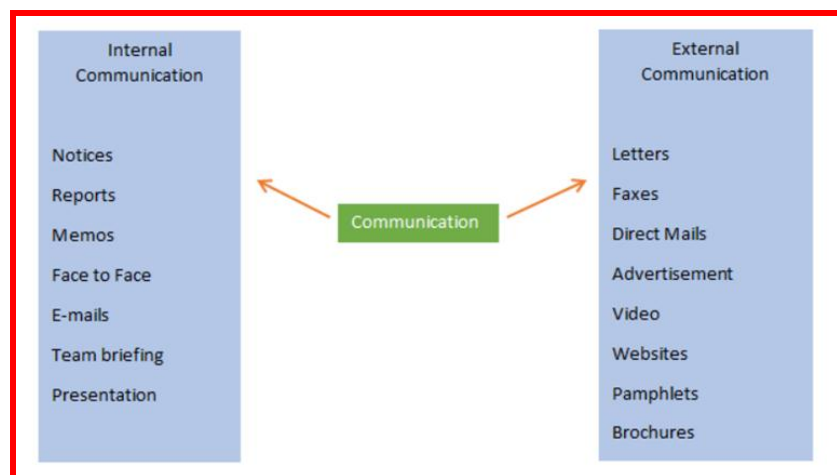 Internal
Communication
Notices
Reports
Memos
Face to Face
E-mails
Team briefing
Presentation
Communication
External
Communication
Letters
Faxes
Direct Mails
Advertisement
Video
Websites
Pamphlets
Brochures